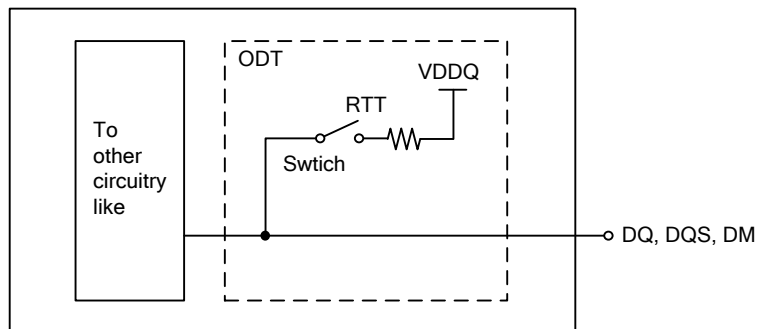 ODT
VDDQ
RTT
Swtich
To
other
circuitry
like
DQ, DQS, DM